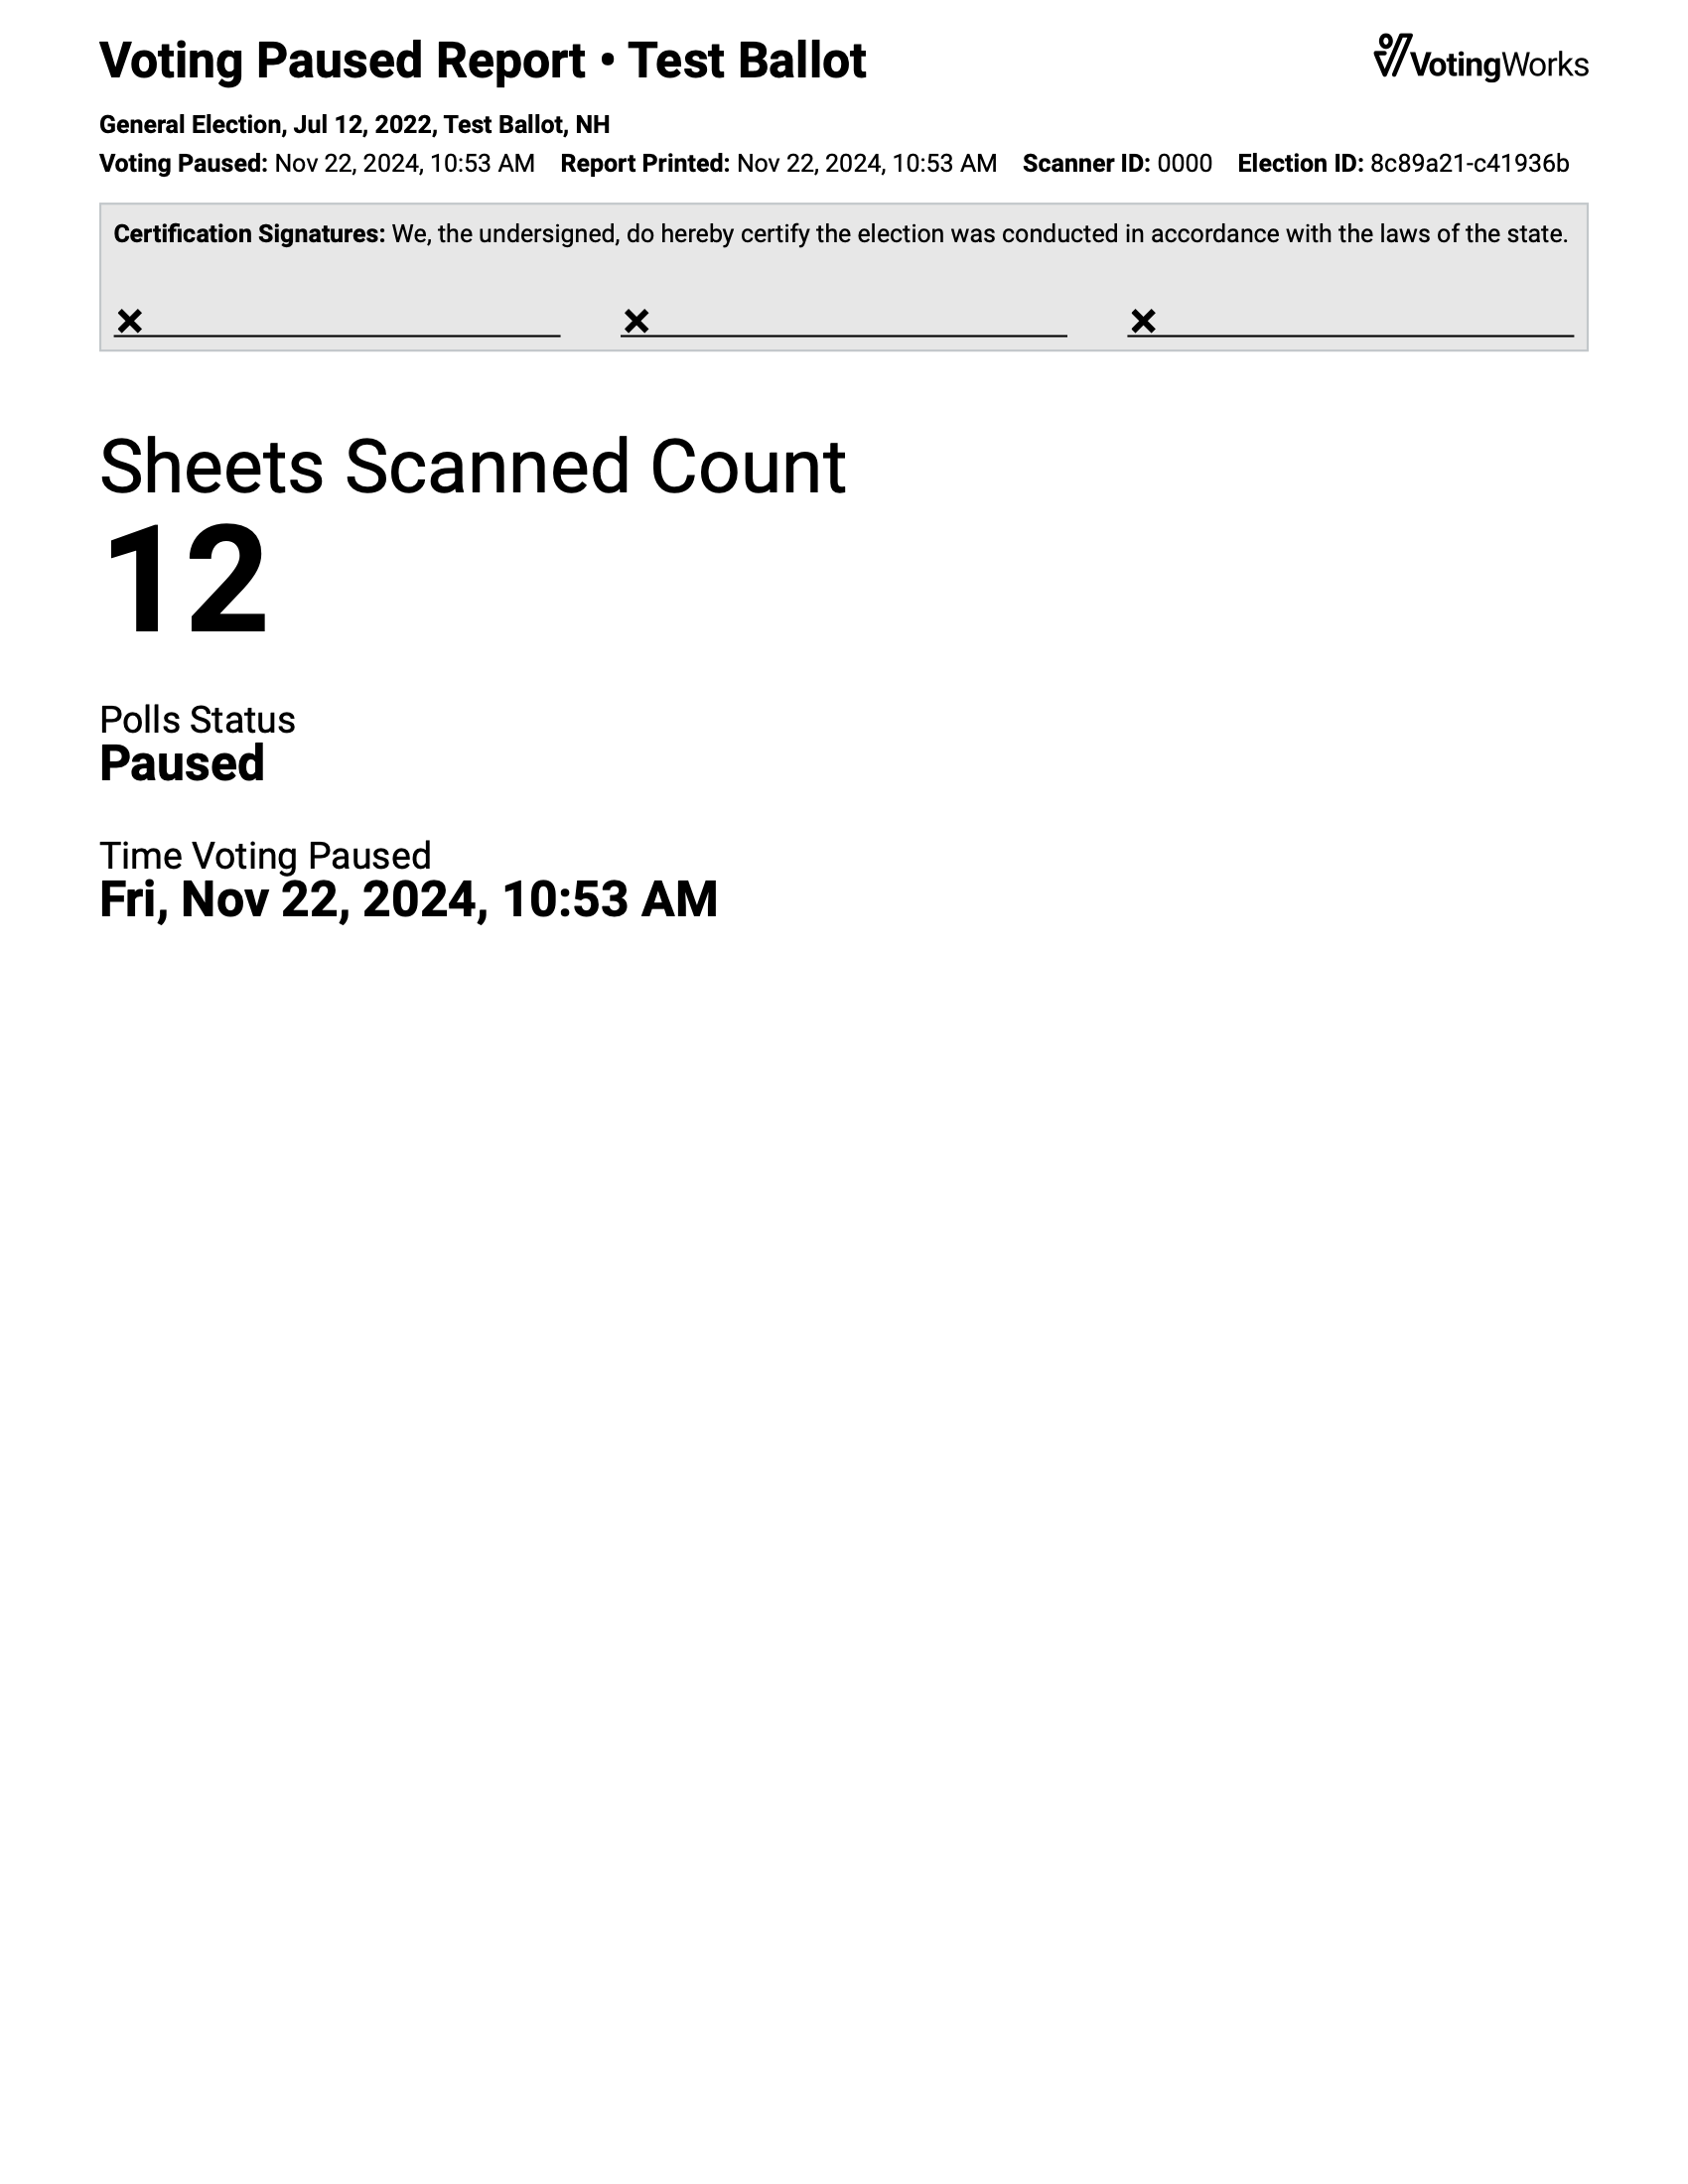 Voting Paused Report • Test Ballot
VotingWorks
General Election, Jul 12, 2022, Test Ballot, NH
Voting Paused: Nov 22, 2024, 10:53 AM Report Printed: Nov 22, 2024, 10:53 AM Scanner ID: 0000 Election ID: 8c89a21-c41936b
Certification Signatures: We, the undersigned, do hereby certify the election was conducted in accordance with the laws of the state.
× × ×
Sheets Scanned Count
12
Polls Status
Paused
Time Voting Paused
Fri, Nov 22, 2024, 10:53 AM